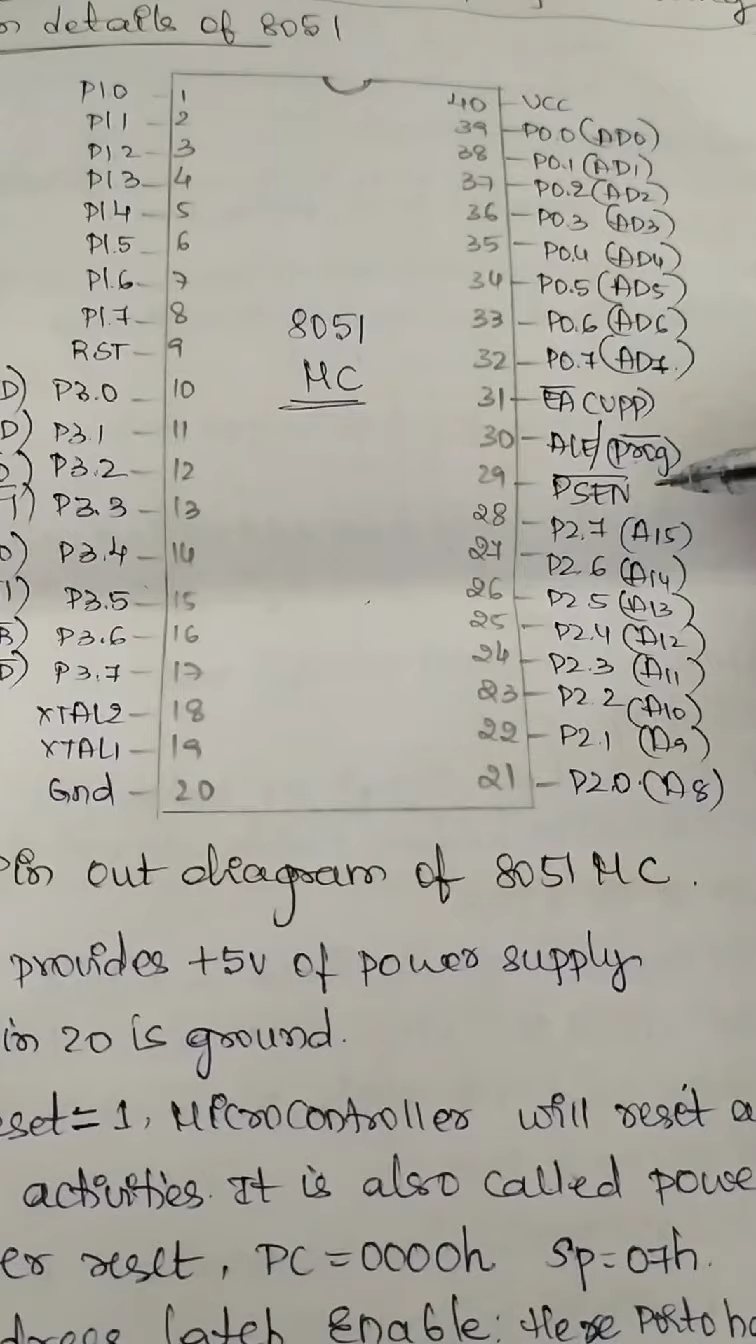 details of 8051
P1.0 1 40 VCC
P1.1 2 39 P0.0 (AD0)
P1.2 3 38 P0.1 (AD1)
P1.3 4 37 P0.2 (AD2)
P1.4 5 36 P0.3 (AD3)
P1.5 6 35 P0.4 (AD4)
P1.6 7 34 P0.5 (AD5)
P1.7 8 33 P0.6 (AD6)
RST 9 32 P0.7 (AD7)
8051
MC
P3.0 10 31 EA (VPP)
P3.1 11 30 ALE/(Prog)
P3.2 12 29 PSEN
P3.3 13 28 P2.7 (A15)
P3.4 14 27 P2.6 (A14)
P3.5 15 26 P2.5 (A13)
P3.6 16 25 P2.4 (A12)
P3.7 17 24 P2.3 (A11)
XTAL2 18 23 P2.2 (A10)
XTAL1 19 22 P2.1 (A9)
Gnd 20 21 P2.0 (A8)
Pin out diagram of 8051 MC.
provides +5V of power supply
in 20 is ground.
set = 1, Microcontroller will reset a
activities. It is also called powe
er reset, PC = 0000h SP = 07h.
latch Enable: Here